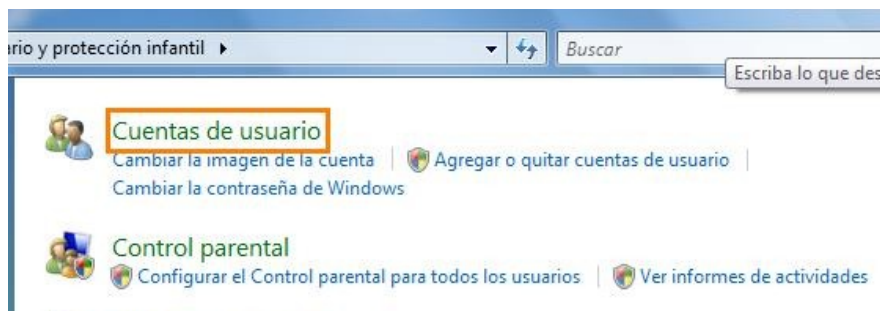 rio y protección infantil
Buscar
Escriba lo que des
Cuentas de usuario
Cambiar la imagen de la cuenta
Agregar o quitar cuentas de usuario
Cambiar la contraseña de Windows
Control parental
Configurar el Control parental para todos los usuarios
Ver informes de actividades